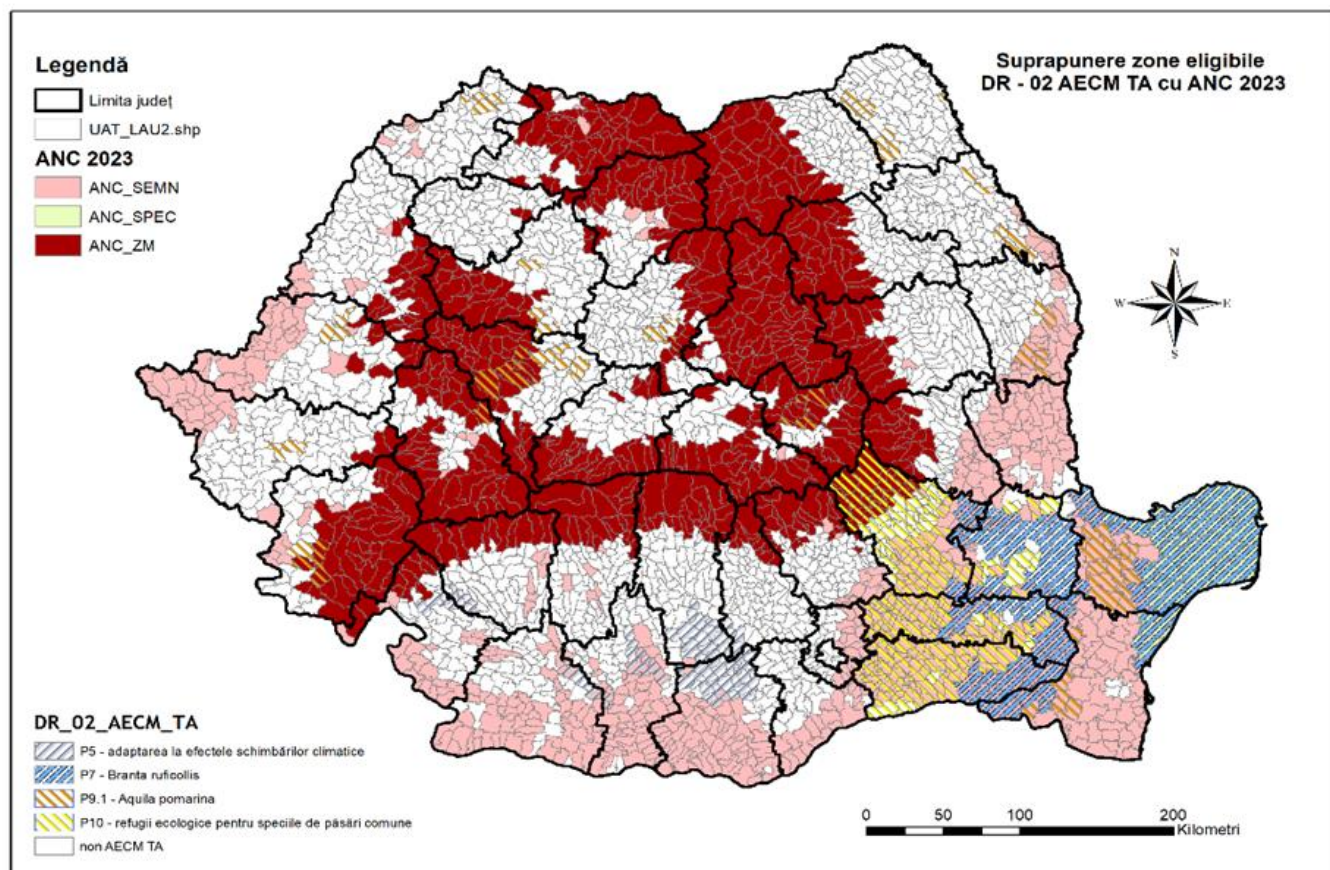 Suprapunere zone eligibile
DR - 02 AECM TA cu ANC 2023
Legendă
Limita județ
UAT_LAU2.shp
ANC 2023
ANC_SEMN
ANC_SPEC
ANC_ZM
N
W
E
S
DR_02_AECM_TA
P5 - adaptarea la efectele schimbărilor climatice
P7 - Branta ruficollis
P9.1 - Aquila pomarina
P10 - refugii ecologice pentru speciile de păsări comune
non AECM TA
0 50 100 200
Kilometri